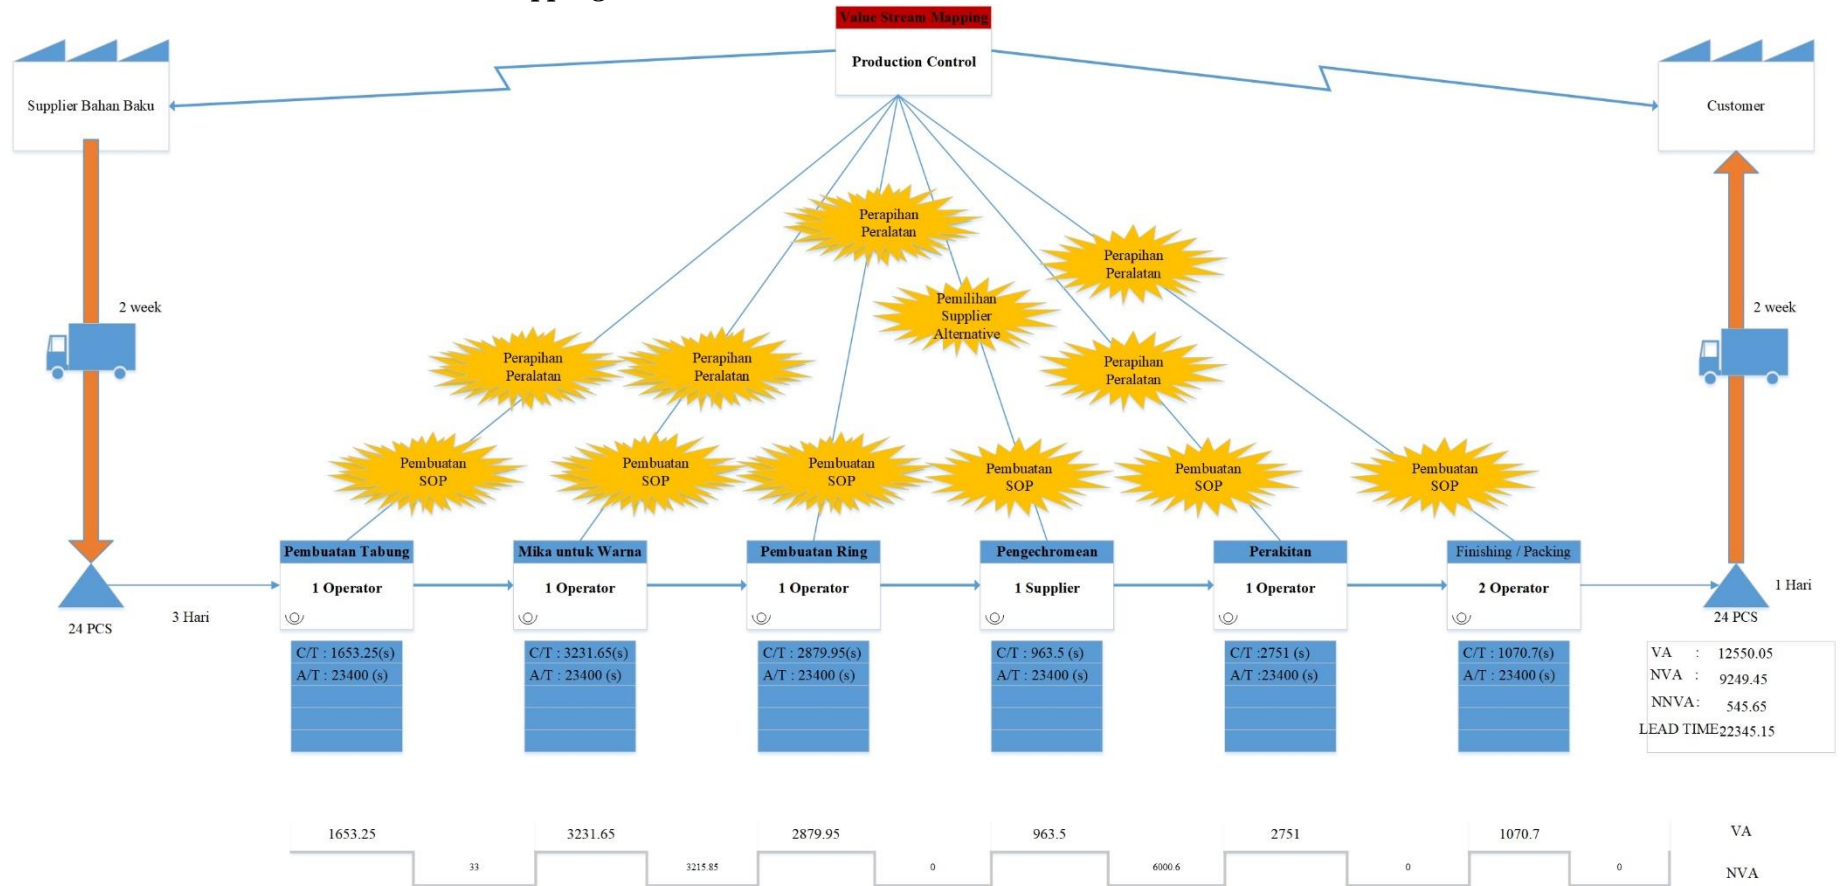 pping
Value Stream Mapping
Production Control
Supplier Bahan Baku
Customer
2 week
2 week
Perapihan
Peralatan
Perapihan
Peralatan
Pemilihan
Supplier
Alternative
Perapihan
Peralatan
Perapihan
Peralatan
Perapihan
Peralatan
Pembuatan
SOP
Pembuatan
SOP
Pembuatan
SOP
Pembuatan
SOP
Pembuatan
SOP
Pembuatan
SOP
24 PCS
3 Hari
Pembuatan Tabung
1 Operator
C/T : 1653.25(s)
A/T : 23400 (s)
Mika untuk Warna
1 Operator
C/T : 3231.65(s)
A/T : 23400 (s)
Pembuatan Ring
1 Operator
C/T : 2879.95(s)
A/T : 23400 (s)
Pengechromean
1 Supplier
C/T : 963.5 (s)
A/T : 23400 (s)
Perakitan
1 Operator
C/T :2751 (s)
A/T :23400 (s)
Finishing / Packing
2 Operator
C/T : 1070.7(s)
A/T : 23400 (s)
1 Hari
24 PCS
VA : 12550.05
NVA : 9249.45
NNVA: 545.65
LEAD TIME 22345.15
1653.25 3231.65 2879.95 963.5 2751 1070.7 VA
33 3215.85 0 6000.6 0 0 NVA